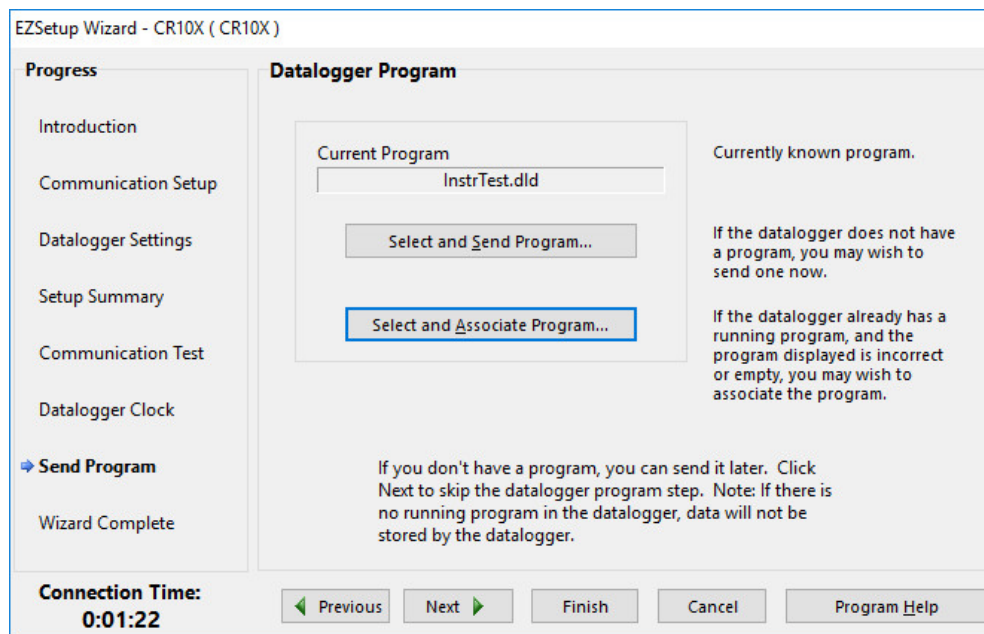 EZSetup Wizard - CR10X ( CR10X )
Progress
Introduction
Communication Setup
Datalogger Settings
Setup Summary
Communication Test
Datalogger Clock
Send Program
Wizard Complete
Connection Time:
0:01:22
Datalogger Program
Current Program
InstrTest.dld
Select and Send Program...
Select and Associate Program...
Currently known program.
If the datalogger does not have
a program, you may wish to
send one now.
If the datalogger already has a
running program, and the
program displayed is incorrect
or empty, you may wish to
associate the program.
If you don't have a program, you can send it later. Click
Next to skip the datalogger program step. Note: If there is
no running program in the datalogger, data will not be
stored by the datalogger.
Previous
Next
Finish
Cancel
Program Help